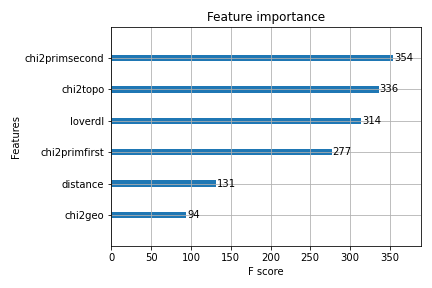 Feature importance
chi2primsecond 354
chi2topo 336
loverdl 314
chi2primfirst 277
distance 131
chi2geo 94
0 50 100 150 200 250 300 350
F score
Features